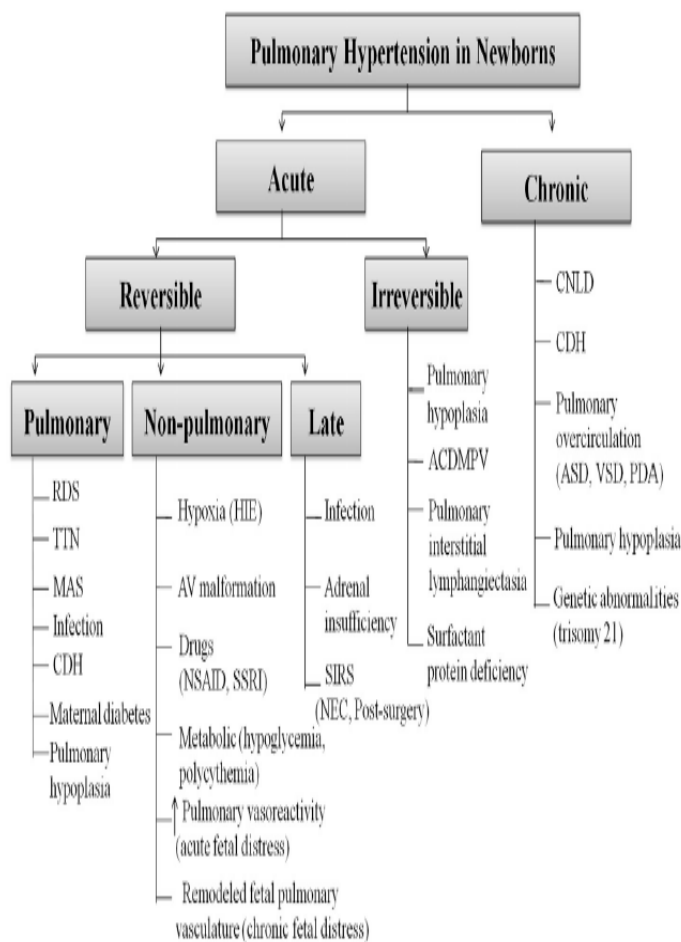 Pulmonary Hypertension in Newborns
Acute
Chronic
Reversible
Irreversible
Pulmonary
Non-pulmonary
Late
RDS
TTN
MAS
Infection
CDH
Maternal diabetes
Pulmonary
hypoplasia
Hypoxia (HIE)
AV malformation
Drugs
(NSAID, SSRI)
Metabolic (hypoglycemia,
polycythemia)
↑ Pulmonary vasoreactivity
(acute fetal distress)
Remodeled fetal pulmonary
vasculature (chronic fetal distress)
Infection
Adrenal
insufficiency
SIRS
(NEC, Post-surgery)
Pulmonary
hypoplasia
ACDMPV
Pulmonary
interstitial
lymphangiectasia
Surfactant
protein deficiency
CNLD
CDH
Pulmonary
overcirculation
(ASD, VSD, PDA)
Pulmonary hypoplasia
Genetic abnormalities
(trisomy 21)